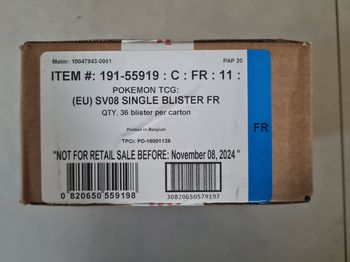 Matnr: 10047843-0001
PAP 20
ITEM #: 191-55919 : C : FR : 11 :
POKEMON TCG:
(EU) SV08 SINGLE BLISTER FR
QTY. 36 blister per carton
FR
Printed in Belgium
TPCI: PO-16001138
"NOT FOR RETAIL SALE BEFORE: November 08, 2024 "
0 820650 559198
30820650579197